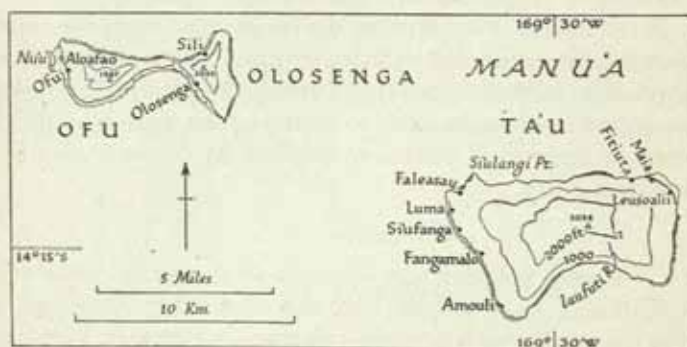 169° 30'W
Sili
Nu'u
Aloafao
Ofu
Olosenga
OLOSENGA
OFU
MANU'A
TA'U
Siulangi Pt.
Fitiuta
Maia
Faleasau
Leusoalii
Luma
Siufanga
2000 ft.
1000
Fangamalo
Laufuti R.
Amouli
14° 15'S
5 Miles
10 Km.
169° 30'W